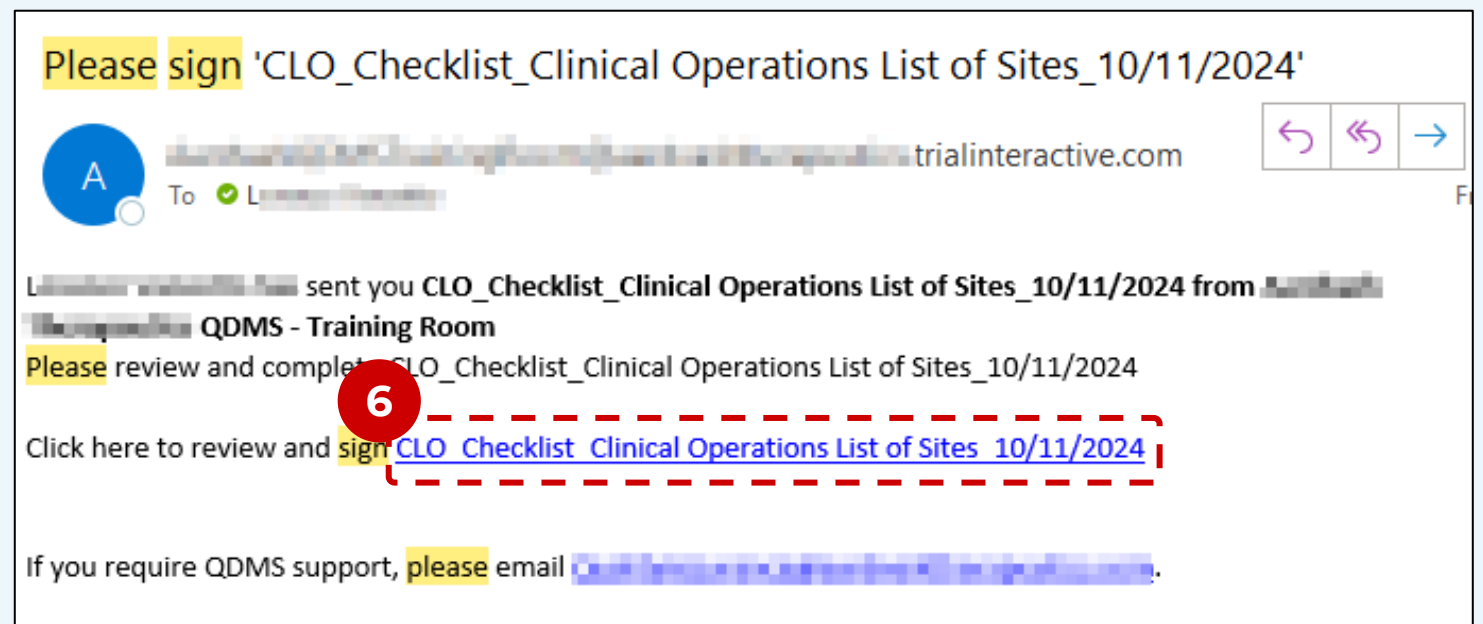 Please sign 'CLO_Checklist_Clinical Operations List of Sites_10/11/2024'
A
trialinteractive.com
To L
Fr
L sent you CLO_Checklist_Clinical Operations List of Sites_10/11/2024 from
QDMS - Training Room
Please review and complete CLO_Checklist_Clinical Operations List of Sites_10/11/2024
6
Click here to review and sign CLO_Checklist_Clinical Operations List of Sites_10/11/2024
If you require QDMS support, please email .